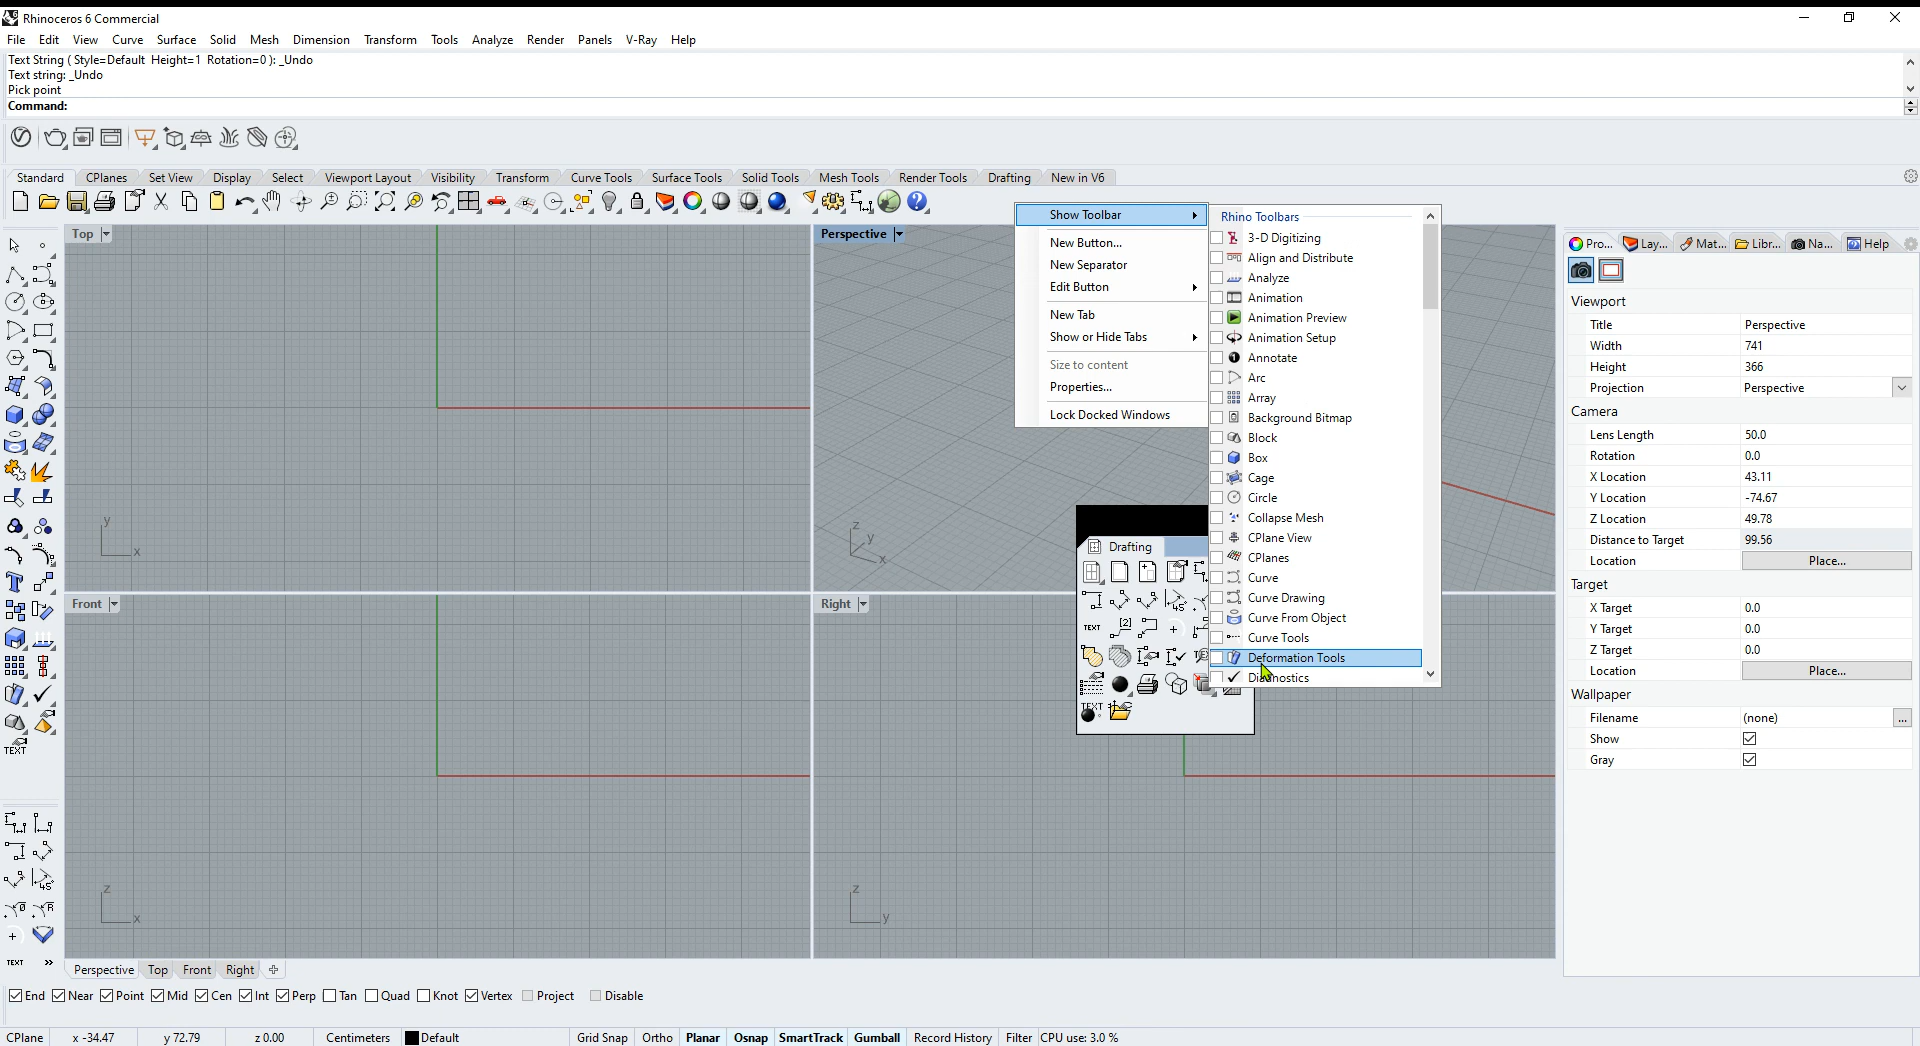 Rhinoceros 6 Commercial
File Edit View Curve Surface Solid Mesh Dimension Transform Tools Analyze Render Panels V-Ray Help
Text String ( Style=Default Height=1 Rotation=0 ): _Undo
Text string: _Undo
Pick point
Command:
Standard CPlanes Set View Display Select Viewport Layout Visibility Transform Curve Tools Surface Tools Solid Tools Mesh Tools Render Tools Drafting New in V6
Top
Perspective
Show Toolbar
New Button...
New Separator
Edit Button
New Tab
Show or Hide Tabs
Size to content
Properties...
Lock Docked Windows
Rhino Toolbars
3-D Digitizing
Align and Distribute
Analyze
Animation
Animation Preview
Animation Setup
Annotate
Arc
Array
Background Bitmap
Block
Box
Cage
Circle
Collapse Mesh
CPlane View
CPlanes
Curve
Curve Drawing
Curve From Object
Curve Tools
Deformation Tools
Diagnostics
Drafting
45°
TEXT [2]
TEXT
Pro... Lay... Mat... Libr... Na... Help
Viewport
Title Perspective
Width 741
Height 366
Projection Perspective
Camera
Lens Length 50.0
Rotation 0.0
X Location 43.11
Y Location -74.67
Z Location 49.78
Distance to Target 99.56
Location Place...
Target
X Target 0.0
Y Target 0.0
Z Target 0.0
Location Place...
Wallpaper
Filename (none) ...
Show
Gray
y
x
z
y
x
Front
Right
z
x
z
y
TEXT
45°
TEXT »
Perspective Top Front Right
End Near Point Mid Cen Int Perp Tan Quad Knot Vertex Project Disable
CPlane x -34.47 y 72.79 z 0.00 Centimeters Default Grid Snap Ortho Planar Osnap SmartTrack Gumball Record History Filter CPU use: 3.0 %